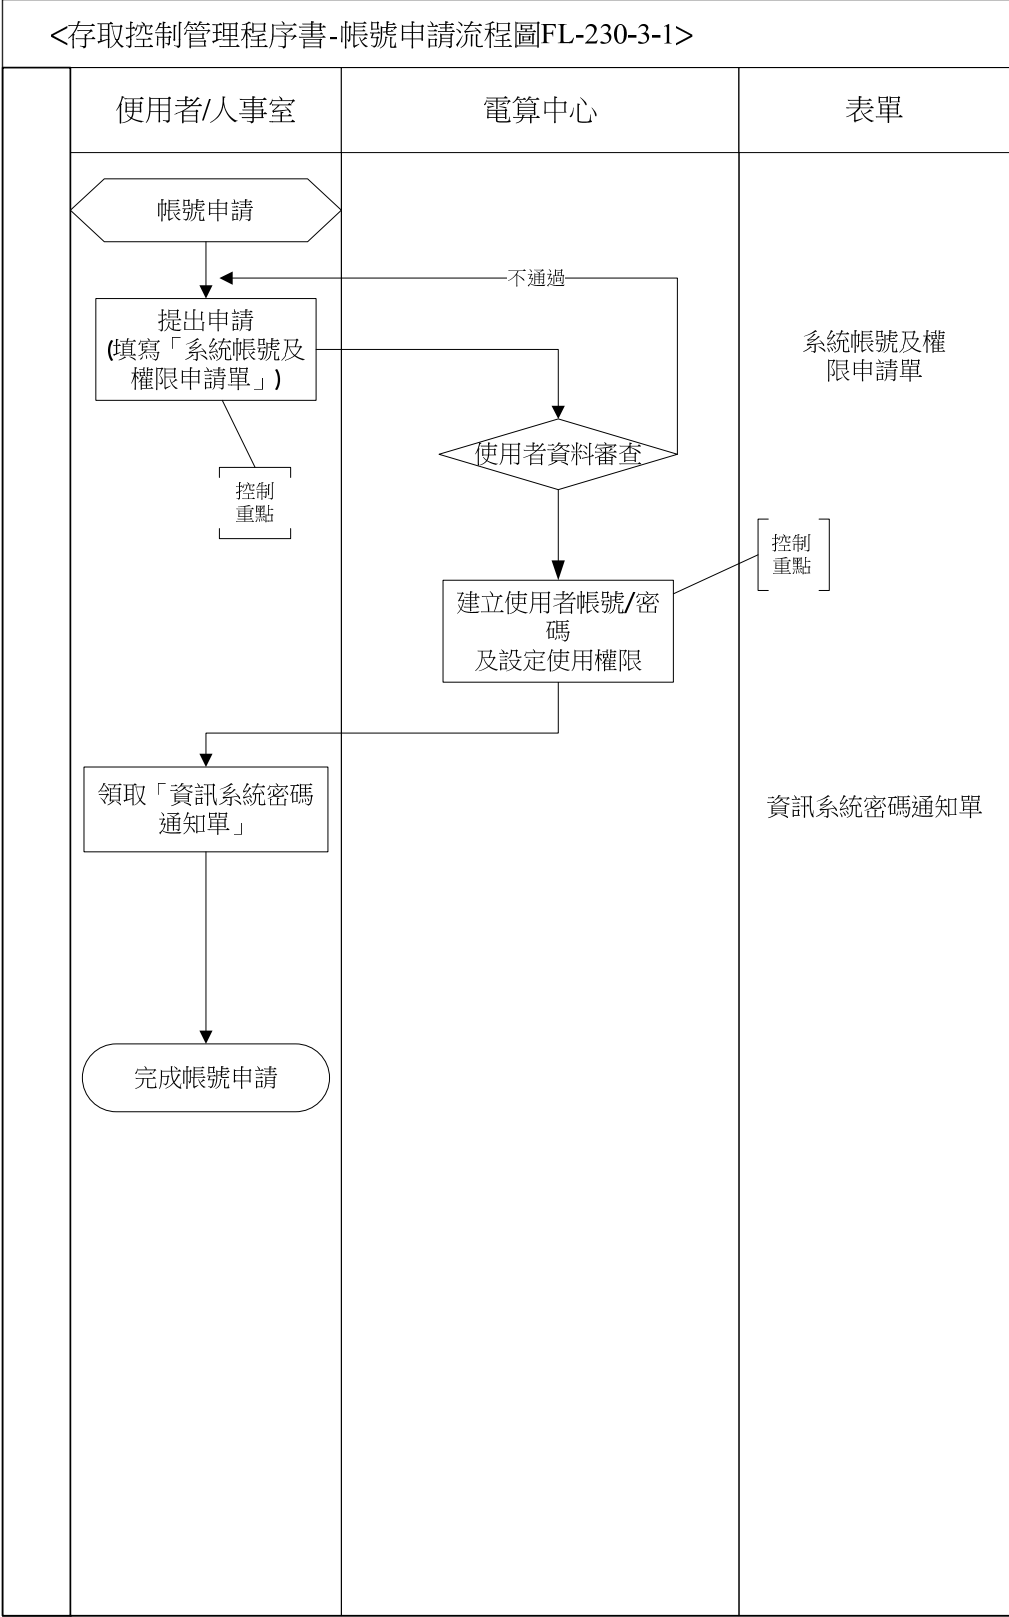 <存取控制管理程序書-帳號申請流程圖FL-230-3-1>
便用者/人事室
電算中心
表單
帳號申請
不通過
提出申請
(填寫「系統帳號及
權限申請單」)
系統帳號及權
限申請單
使用者資料審查
控制
重點
控制
重點
建立使用者帳號/密
碼
及設定使用權限
領取「資訊系統密碼
通知單」
資訊系統密碼通知單
完成帳號申請